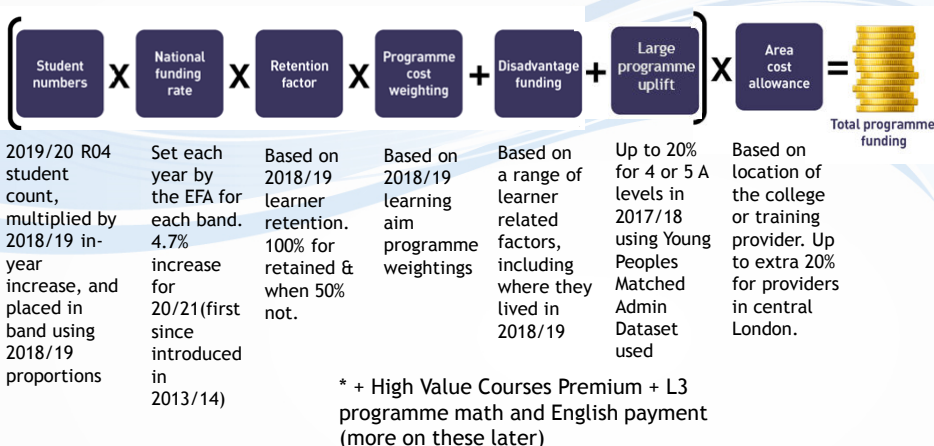 Student
numbers
X
National
funding
rate
X
Retention
factor
X
Programme
cost
weighting
+
Disadvantage
funding
+
Large
programme
uplift
X
Area
cost
allowance
=
Total programme
funding
2019/20 R04
student
count,
multiplied by
2018/19 in-
year
increase, and
placed in
band using
2018/19
proportions
Set each
year by
the EFA for
each band.
4.7%
increase
for
20/21(first
since
introduced
in
2013/14)
Based on
2018/19
learner
retention.
100% for
retained &
when 50%
not.
Based on
2018/19
learning
aim
programme
weightings
Based on
a range of
learner
related
factors,
including
where they
lived in
2018/19
Up to 20%
for 4 or 5 A
levels in
2017/18
using Young
Peoples
Matched
Admin
Dataset
used
Based on
location of
the college
or training
provider. Up
to extra 20%
for providers
in central
London.
* + High Value Courses Premium + L3
programme math and English payment
(more on these later)